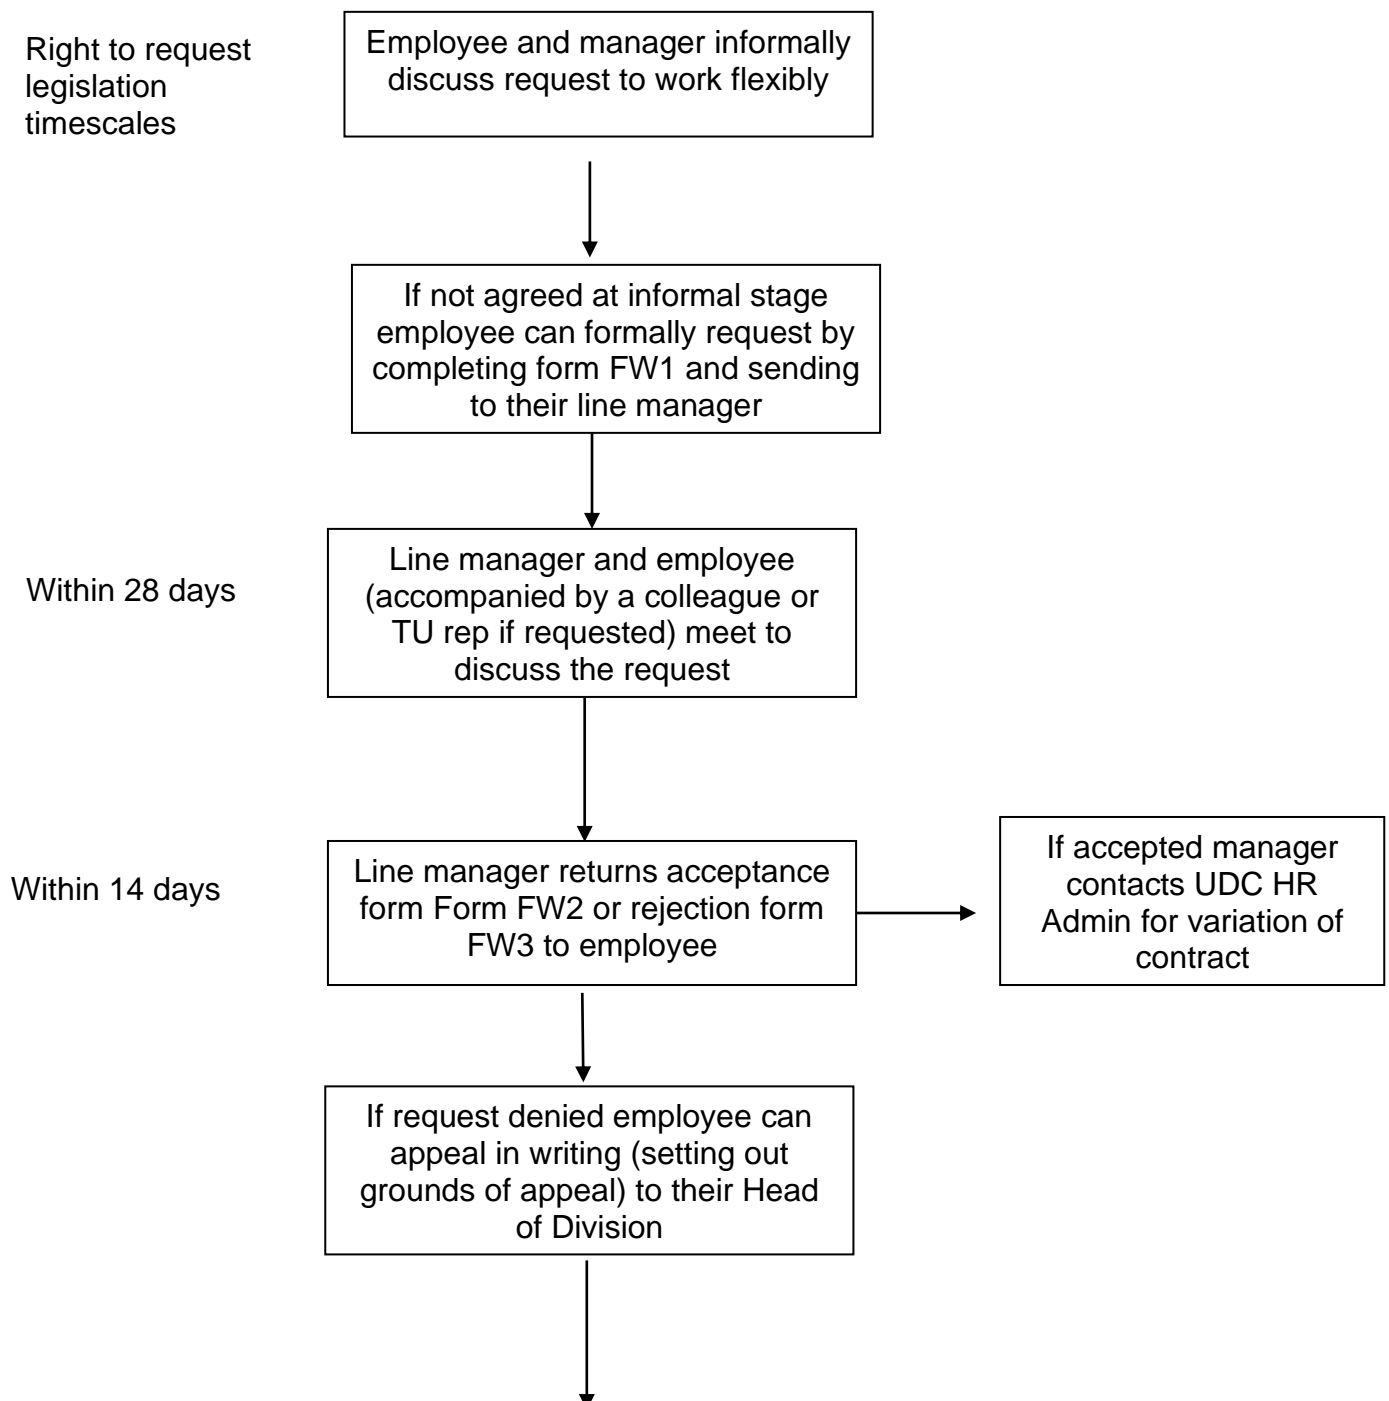 Right to request
legislation
timescales
Employee and manager informally
discuss request to work flexibly
If not agreed at informal stage
employee can formally request by
completing form FW1 and sending
to their line manager
Within 28 days
Line manager and employee
(accompanied by a colleague or
TU rep if requested) meet to
discuss the request
Within 14 days
Line manager returns acceptance
form Form FW2 or rejection form
FW3 to employee
If accepted manager
contacts UDC HR
Admin for variation of
contract
If request denied employee can
appeal in writing (setting out
grounds of appeal) to their Head
of Division